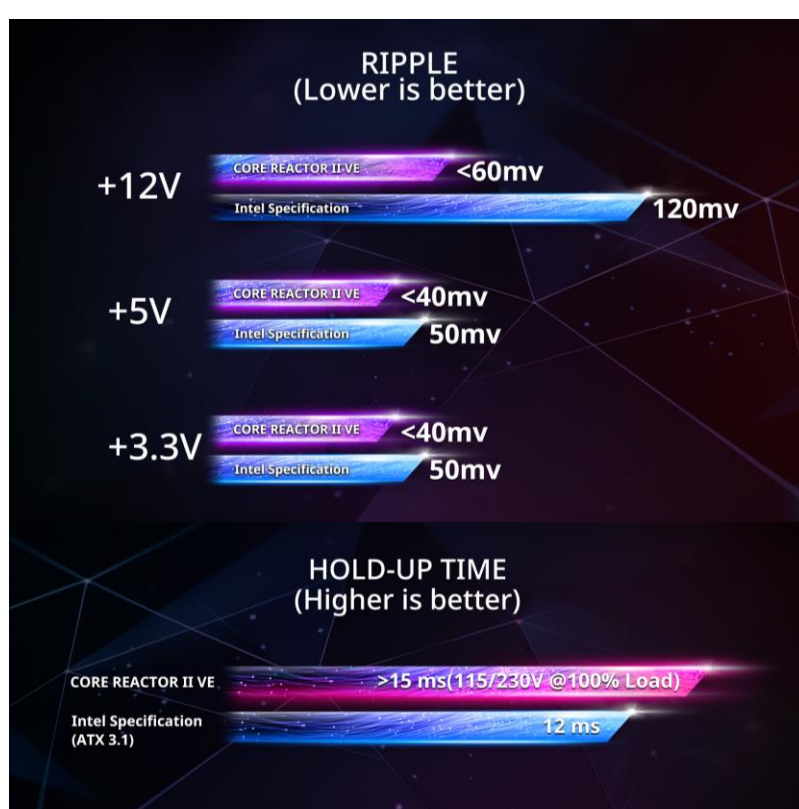 RIPPLE
(Lower is better)
+12V
CORE REACTOR II VE
<60mv
Intel Specification
120mv
+5V
CORE REACTOR II VE
<40mv
Intel Specification
50mv
+3.3V
CORE REACTOR II VE
<40mv
Intel Specification
50mv
HOLD-UP TIME
(Higher is better)
CORE REACTOR II VE
>15 ms(115/230V @100% Load)
Intel Specification
(ATX 3.1)
12 ms